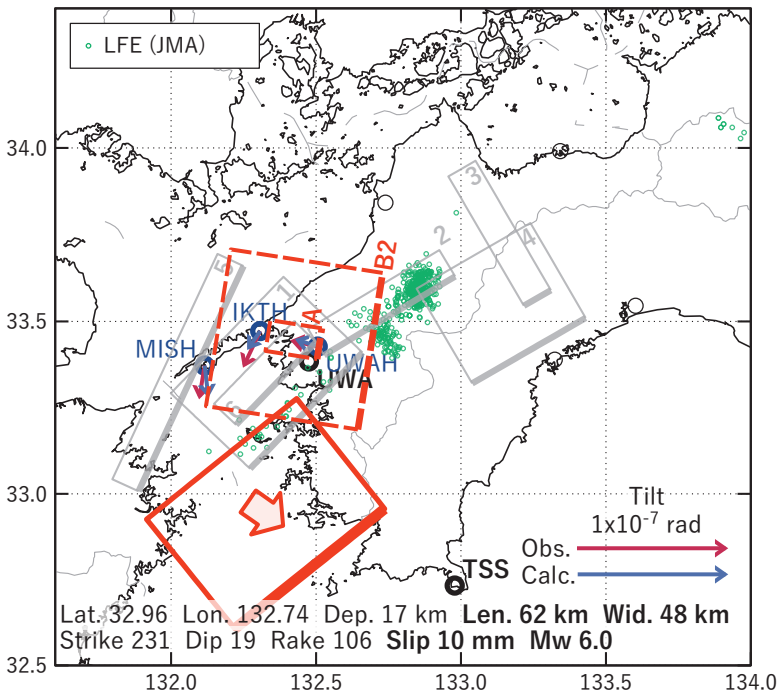 LFE (JMA)
34.0
33.5
33.0
32.5
132.0
132.5
133.0
133.5
134.0
3
4
2
B2
5
1
A
IKTH
MISH
UWAH
UWA
6
TSS
Tilt
1x10-7 rad
Obs.
Calc.
Lat. 32.96 Lon. 132.74 Dep. 17 km Len. 62 km Wid. 48 km
Strike 231 Dip 19 Rake 106 Slip 10 mm Mw 6.0